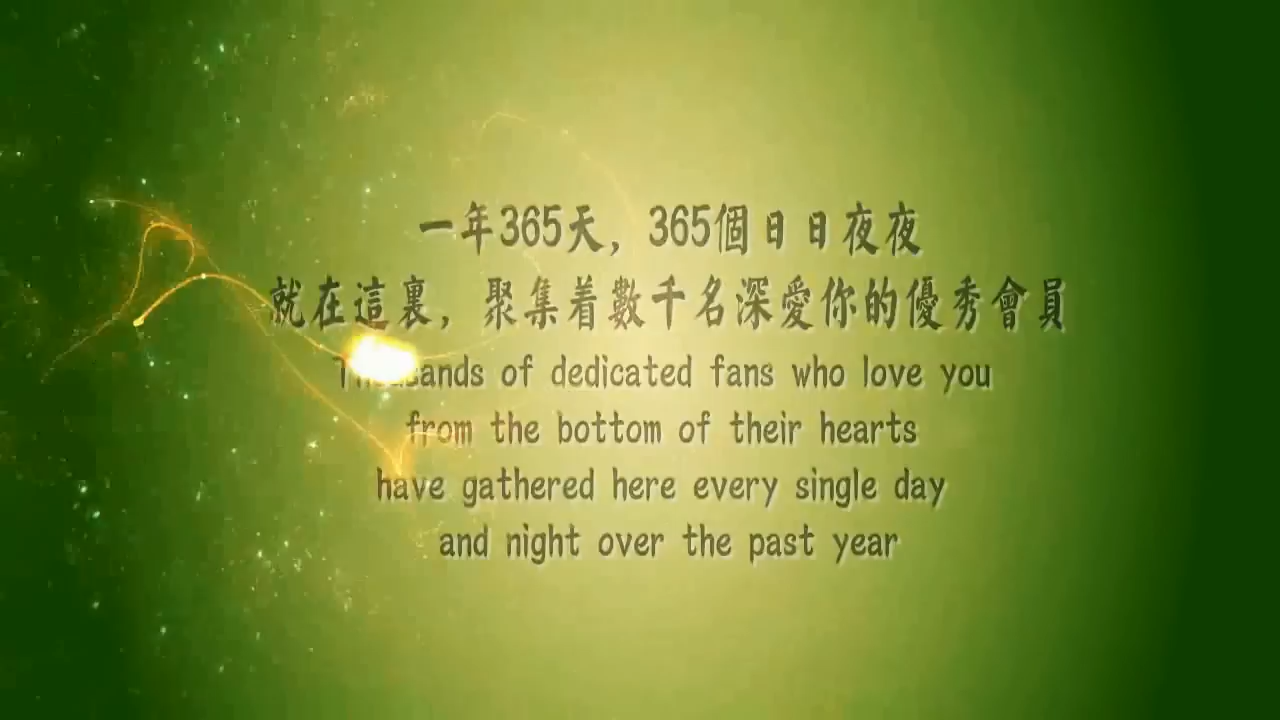 一年365天，365個日日夜夜
就在這裏，聚集着數千名深愛你的優秀會員
Thousands of dedicated fans who love you
from the bottom of their hearts
have gathered here every single day
and night over the past year